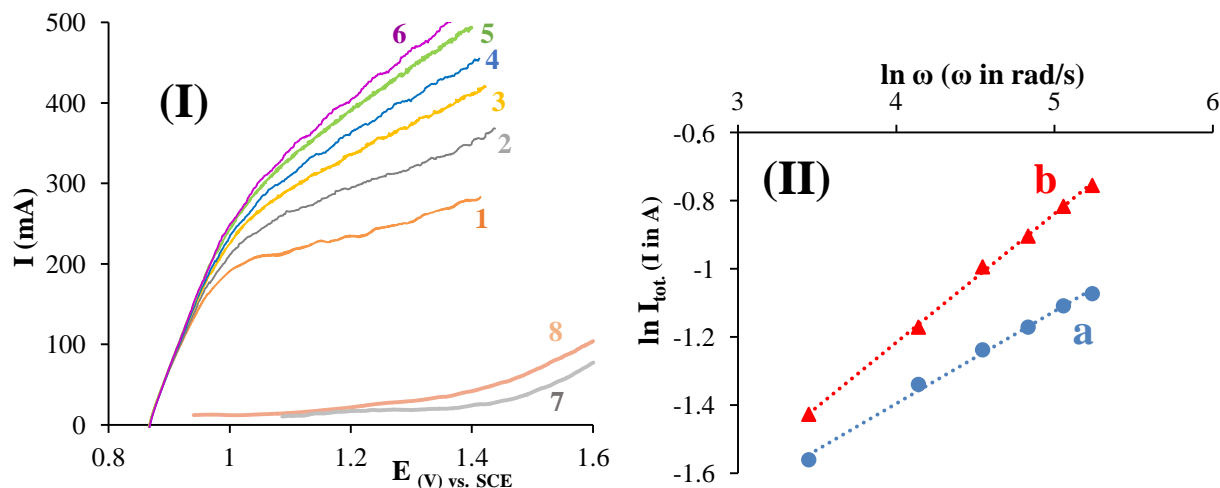 500
400
300
200
100
0
I (mA)
(I)
6
5
4
3
2
1
8
7
0.8 1 1.2 1.4 1.6
E (V) vs. SCE
ln ω (ω in rad/s)
3 4 5 6
-0.6
-0.8
-1
-1.2
-1.4
-1.6
ln Itot. (I in A)
(II)
b
a